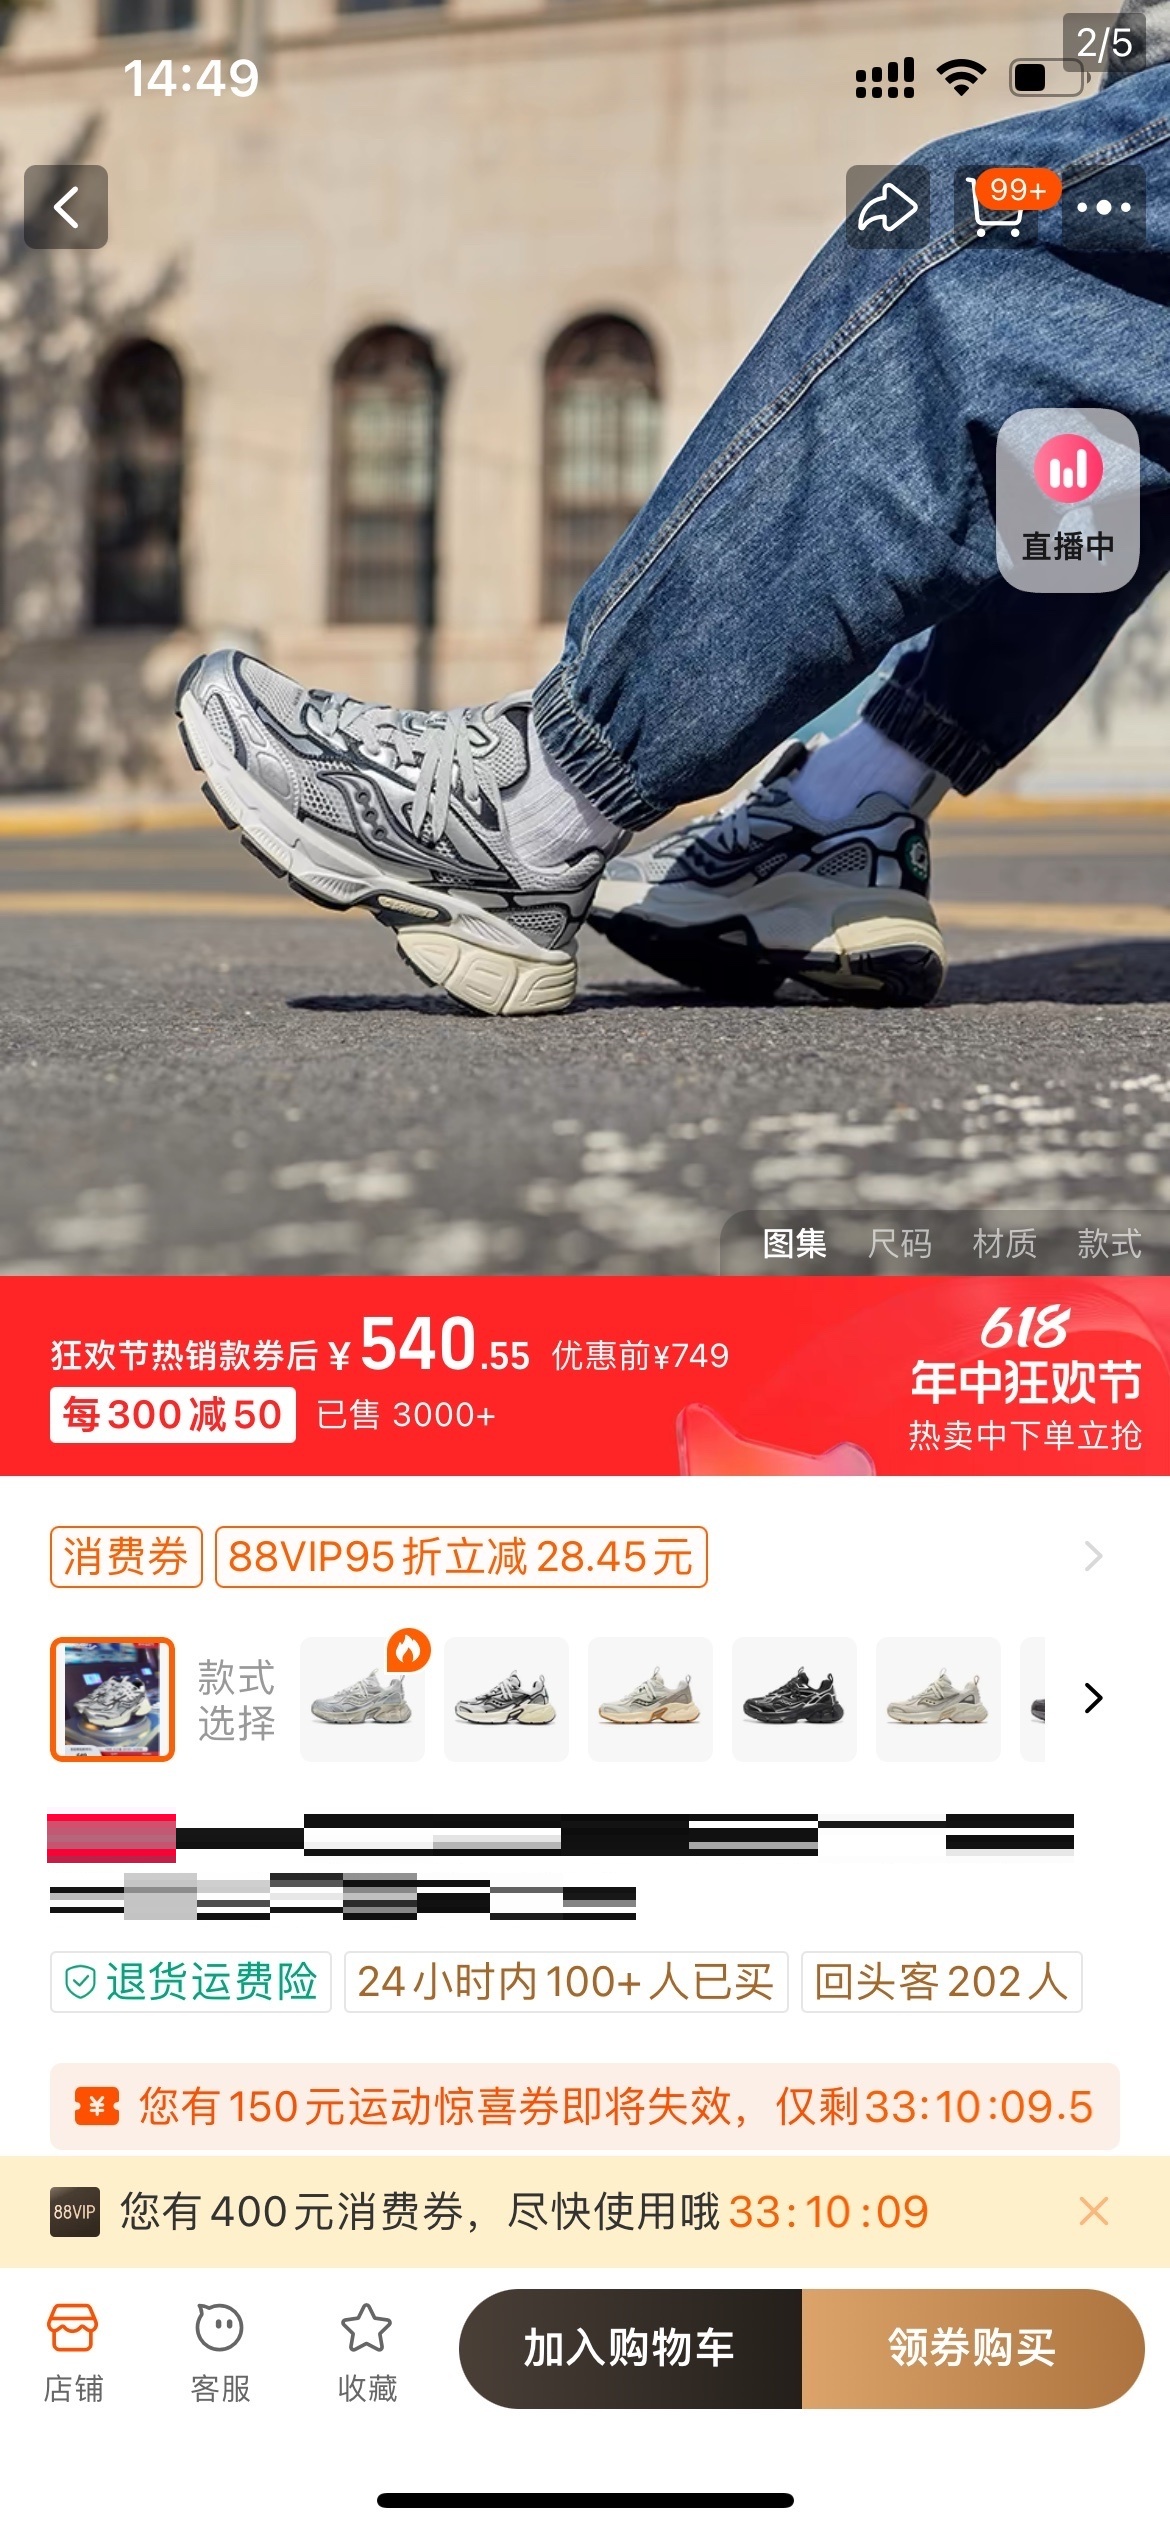 2/5
14:49
99+
直播中
图集 尺码 材质 款式
狂欢节热销款券后¥540.55 优惠前¥749
每300减50 已售 3000+
618
年中狂欢节
热卖中下单立抢
消费券 88VIP95折立减28.45元
款式
选择
退货运费险 24小时内100+人已买 回头客202人
¥ 您有150元运动惊喜券即将失效，仅剩33:10:09.5
88VIP 您有400元消费券，尽快使用哦33:10:09
店铺 客服 收藏 加入购物车 领券购买